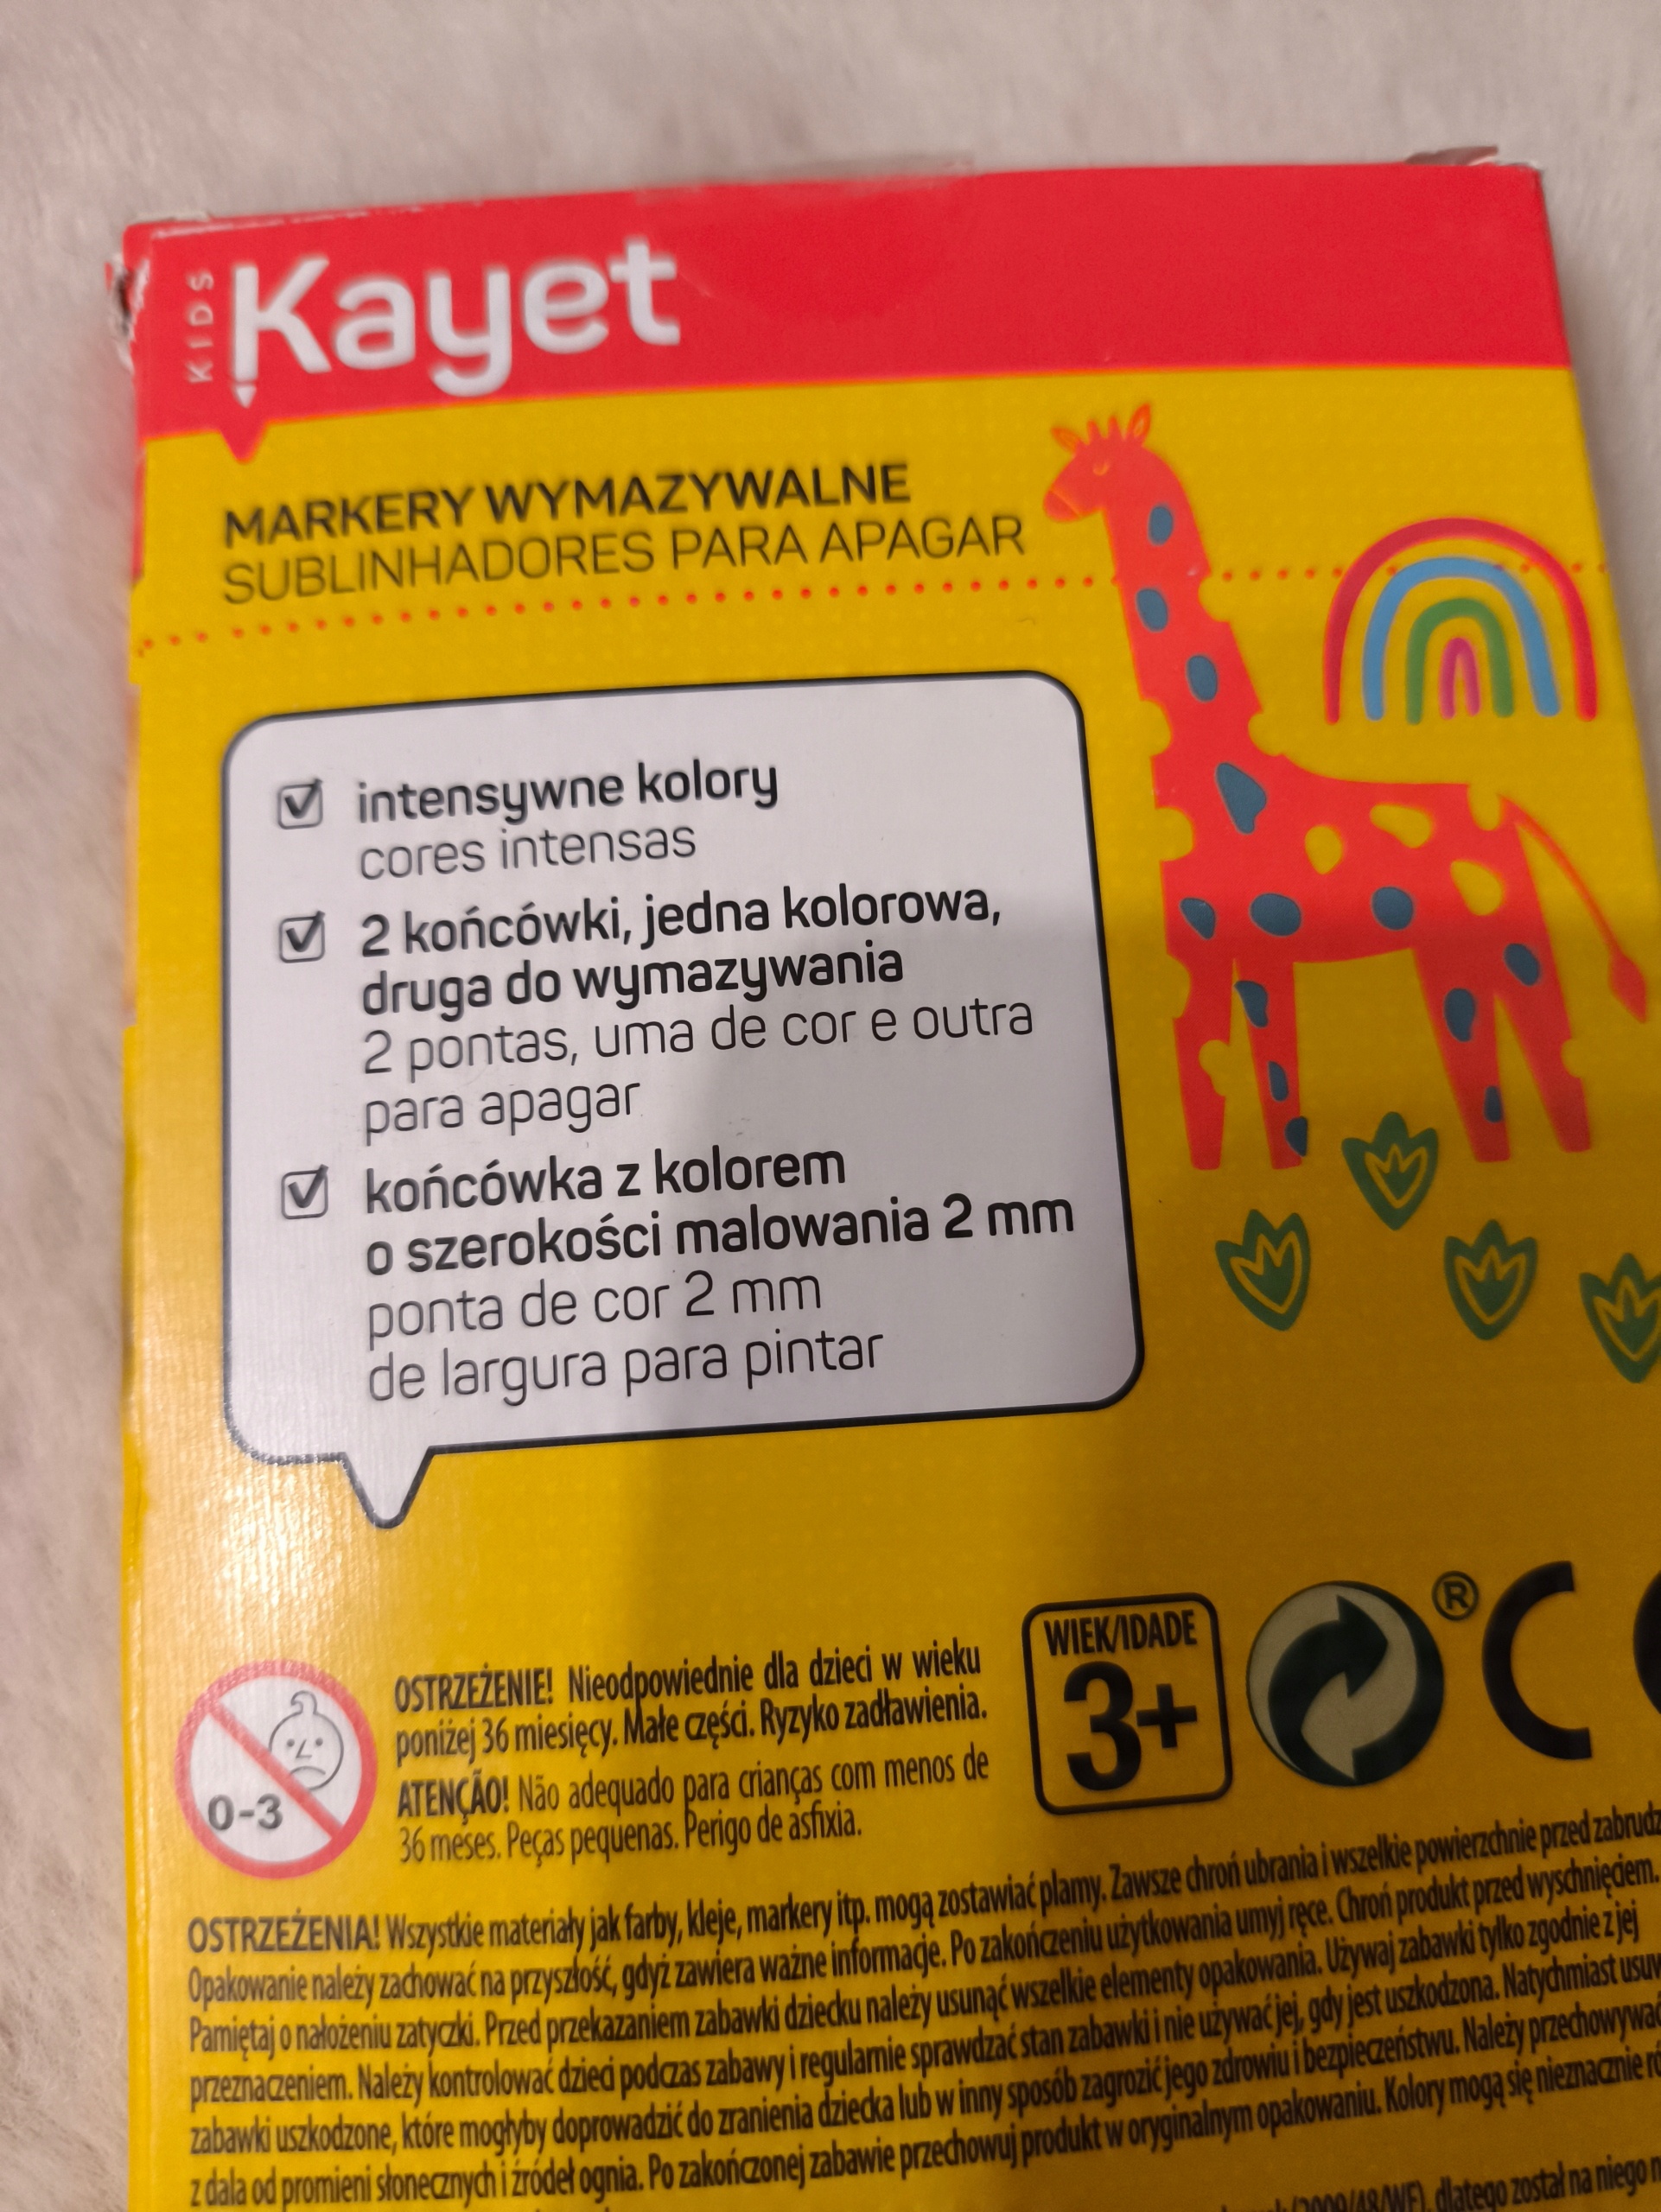 KIDS
Kayet
MARKERY WYMAZYWALNE
SUBLINHADORES PARA APAGAR
intensywne kolory
cores intensas
2 końcówki, jedna kolorowa,
druga do wymazywania
2 pontas, uma de cor e outra
para apagar
końcówka z kolorem
o szerokości malowania 2 mm
ponta de cor 2 mm
de largura para pintar
0-3
OSTRZEŻENIE! Nieodpowiednie dla dzieci w wieku
poniżej 36 miesięcy. Małe części. Ryzyko zadławienia.
ATENÇÃO! Não adequado para crianças com menos de
36 meses. Peças pequenas. Perigo de asfixia.
WIEK/IDADE
3+
®
C
OSTRZEŻENIA! Wszystkie materiały jak farby, kleje, markery itp. mogą zostawiać plamy. Zawsze chroń ubrania i wszelkie powierzchnie przed
Opakowanie należy zachować na przyszłość, gdyż zawiera ważne informacje. Po zakończeniu użytkowania umyj ręce. Chroń produkt przed wyschnięciem.
Pamiętaj o nałożeniu zatyczki. Przed przekazaniem zabawki dziecku należy usunąć wszelkie elementy opakowania. Używaj zabawki tylko zgodnie z jej
przeznaczeniem. Należy kontrolować dzieci podczas zabawy i regularnie sprawdzać stan zabawki i nie używać jej, gdy jest uszkodzona. Natychmiast
zabawki uszkodzone, które mogłyby doprowadzić do zranienia dziecka lub w inny sposób zagrozić jego zdrowiu i bezpieczeństwu. Należy przechowywać
z dala od promieni słonecznych i źródeł ognia. Po zakończonej zabawie przechowuj produkt w oryginalnym opakowaniu. Kolory mogą się nieznacznie
(2009/48/WE), dlatego został na niego